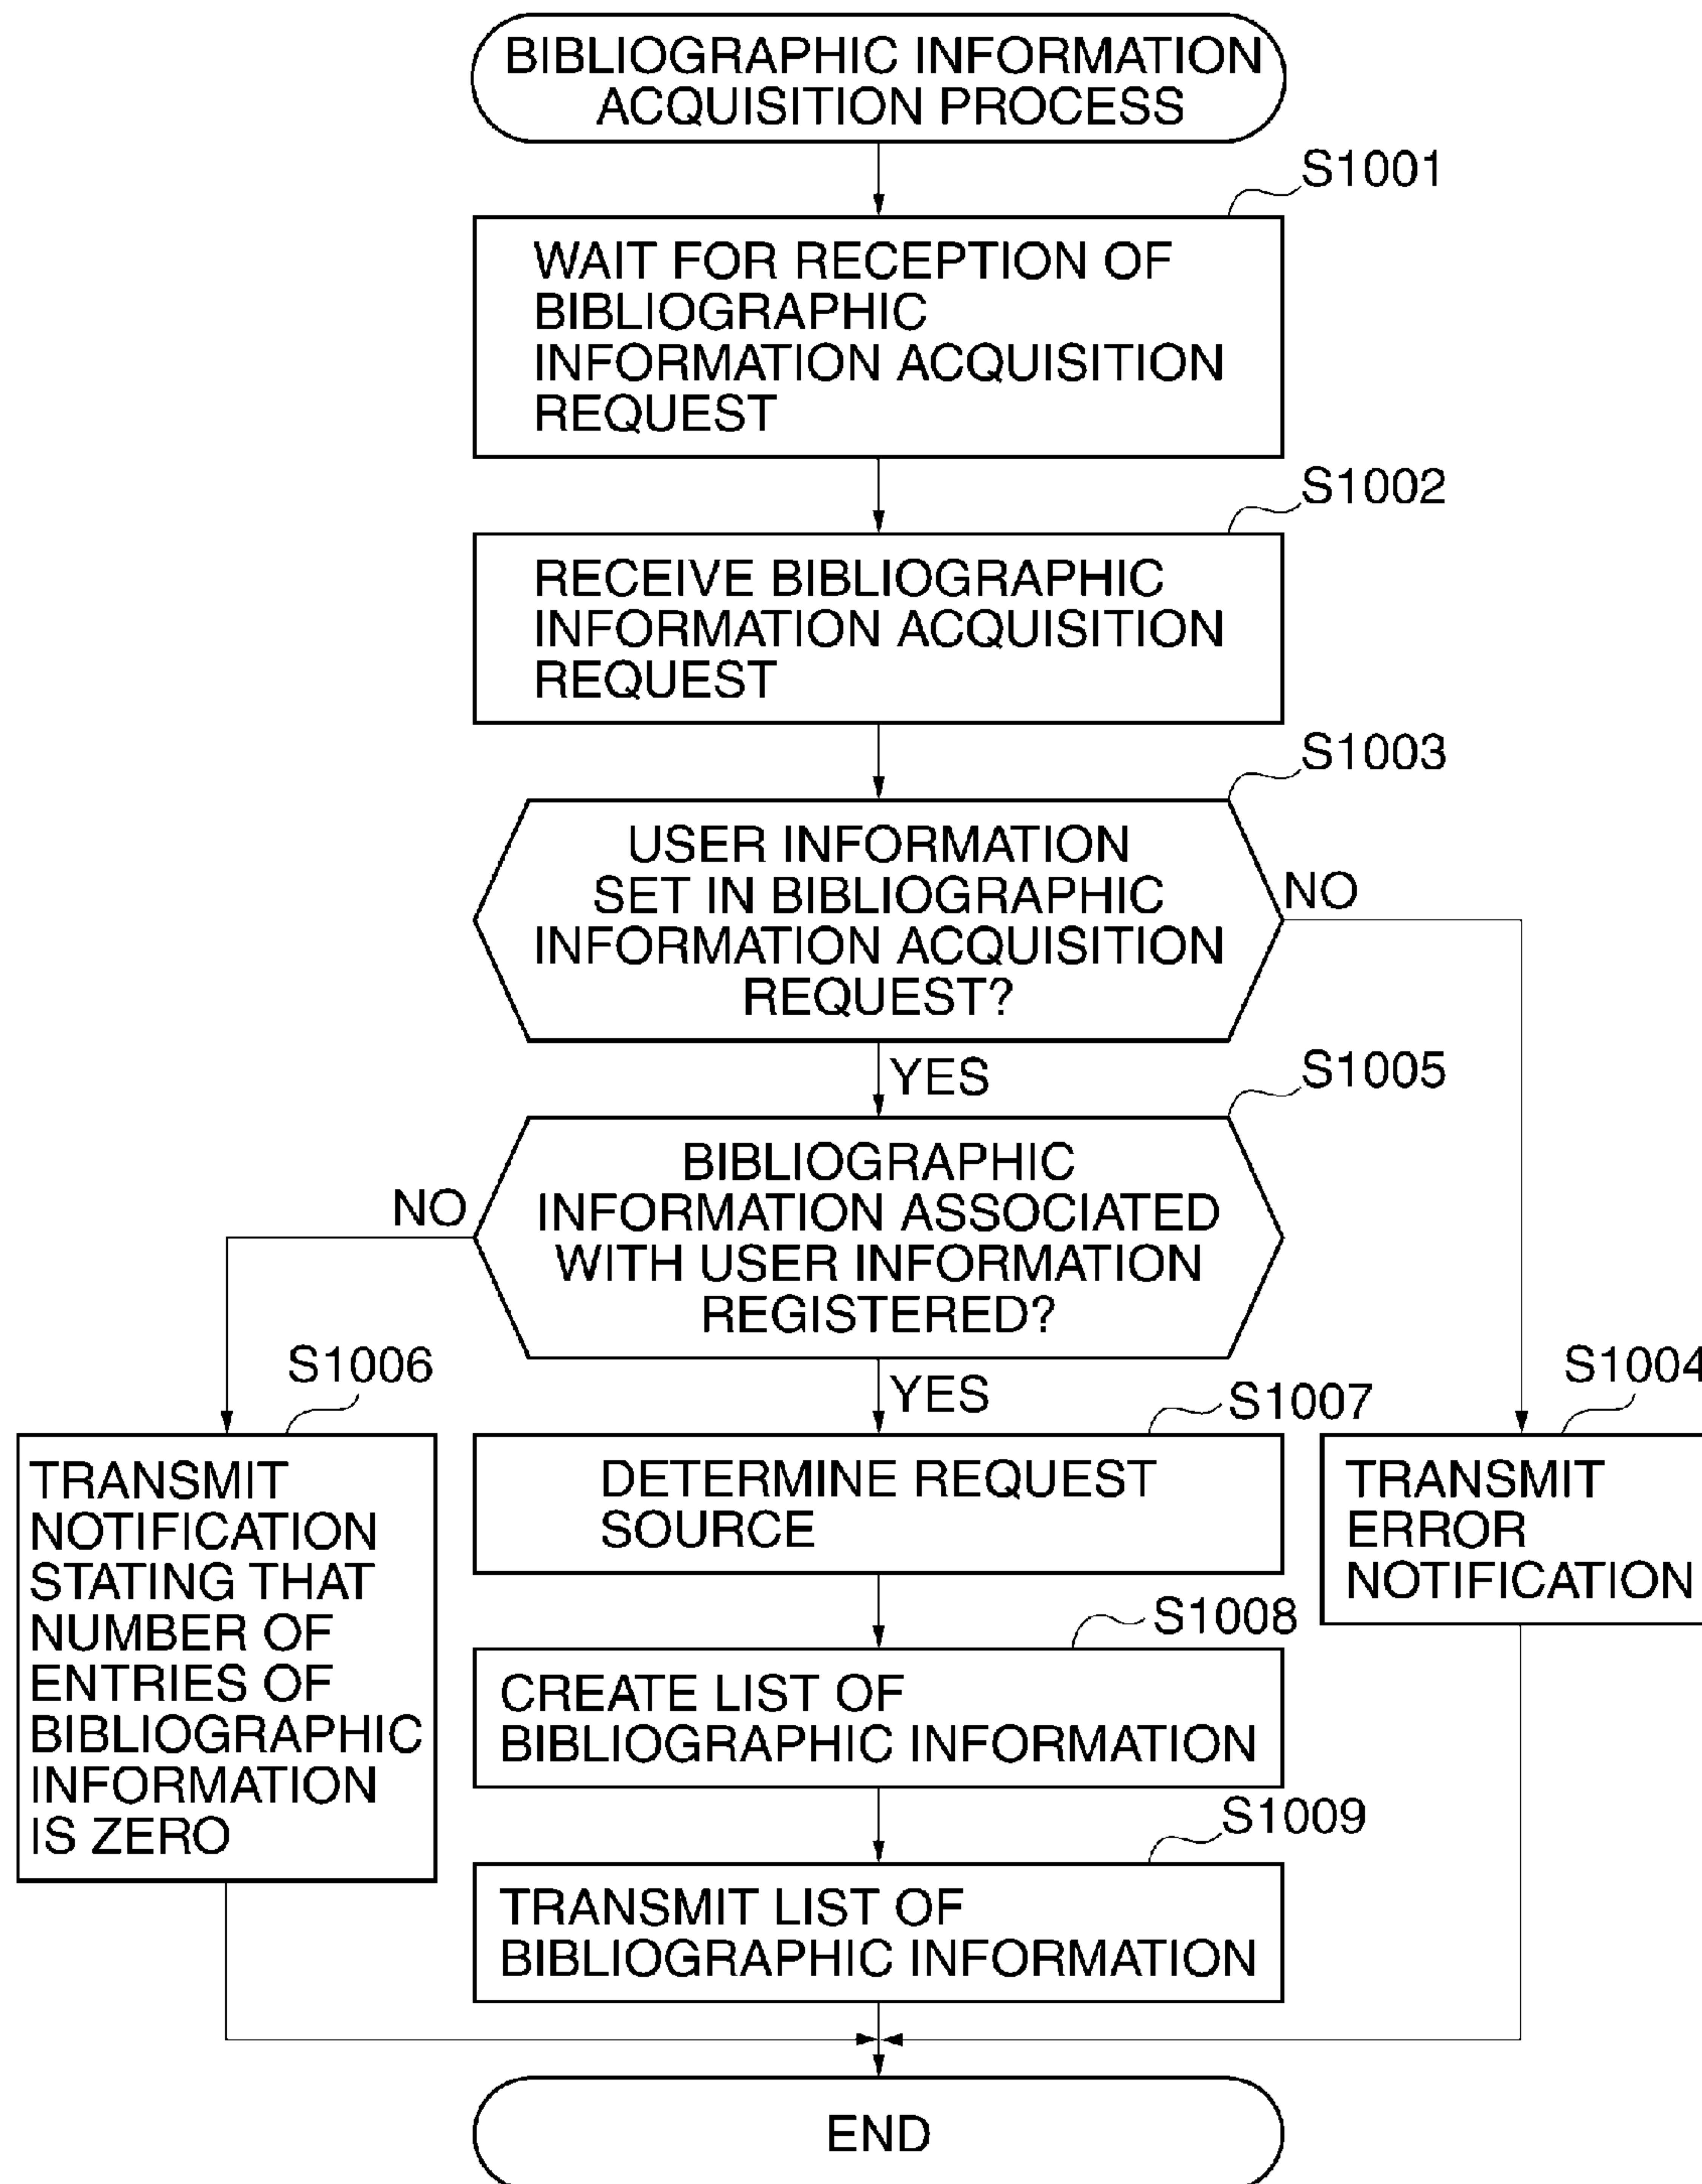 BIBLIOGRAPHIC INFORMATION
ACQUISITION PROCESS
S1001
WAIT FOR RECEPTION OF
BIBLIOGRAPHIC
INFORMATION ACQUISITION
REQUEST
S1002
RECEIVE BIBLIOGRAPHIC
INFORMATION ACQUISITION
REQUEST
S1003
USER INFORMATION
SET IN BIBLIOGRAPHIC
INFORMATION ACQUISITION
REQUEST?
NO
YES
S1005
BIBLIOGRAPHIC
INFORMATION ASSOCIATED
WITH USER INFORMATION
REGISTERED?
NO
YES
S1006
TRANSMIT
NOTIFICATION
STATING THAT
NUMBER OF
ENTRIES OF
BIBLIOGRAPHIC
INFORMATION
IS ZERO
S1007
DETERMINE REQUEST
SOURCE
S1004
TRANSMIT
ERROR
NOTIFICATION
S1008
CREATE LIST OF
BIBLIOGRAPHIC INFORMATION
S1009
TRANSMIT LIST OF
BIBLIOGRAPHIC INFORMATION
END